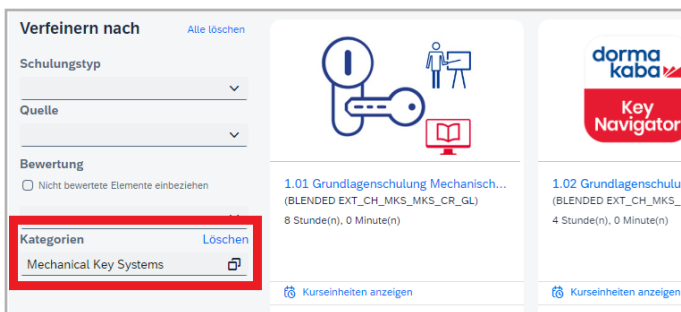 Verfeinern nach
Alle löschen
Schulungstyp
Quelle
Bewertung
Nicht bewertete Elemente einbeziehen
Kategorien
Löschen
Mechanical Key Systems
1.01 Grundlagenschulung Mechanisch...
(BLENDED EXT_CH_MKS_MKS_CR_GL)
8 Stunde(n), 0 Minute(n)
Kurseinheiten anzeigen
dorma
kaba
Key
Navigator
1.02 Grundlagenschulu
(BLENDED EXT_CH_MKS_
4 Stunde(n), 0 Minute(n)
Kurseinheiten anzeigen